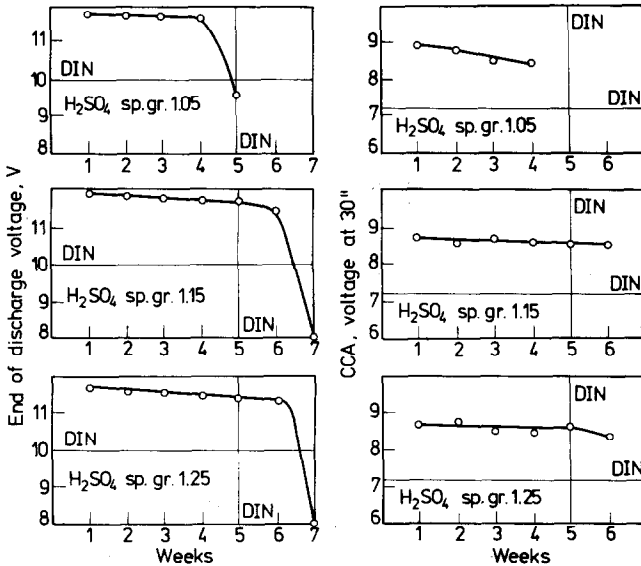 End of discharge voltage, V
11
10
9
8
DIN
H₂SO₄ sp.gr.1.05
DIN
1 2 3 4 5 6 7
11
10
9
8
DIN
H₂SO₄ sp.gr. 1.15
DIN
1 2 3 4 5 6 7
11
10
9
8
DIN
H₂SO₄ sp.gr. 1.25
DIN
1 2 3 4 5 6 7
Weeks
CCA, voltage at 30"
9
8
7
6
DIN
DIN
H₂SO₄ sp.gr. 1.05
1 2 3 4 5 6
9
8
7
6
DIN
DIN
H₂SO₄ sp.gr. 1.15
1 2 3 4 5 6
9
8
7
6
DIN
DIN
H₂SO₄ sp.gr. 1.25
1 2 3 4 5 6
Weeks